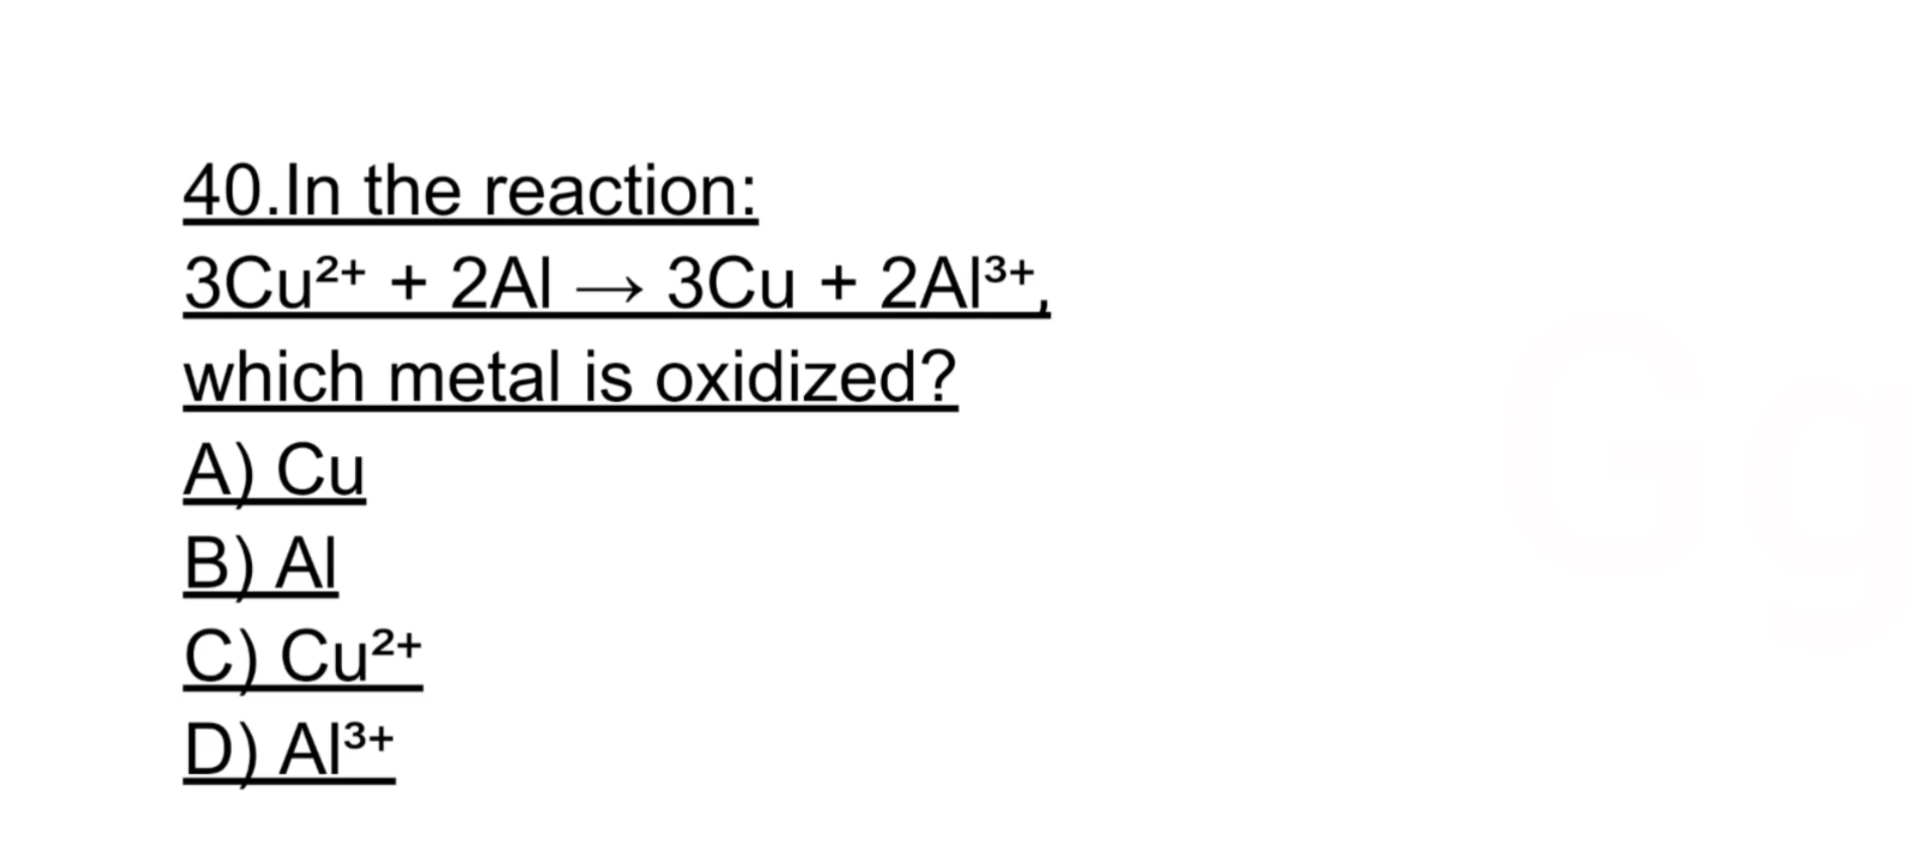 40.In the reaction:
3Cu²⁺ + 2Al → 3Cu + 2Al³⁺,
which metal is oxidized?
A) Cu
B) Al
C) Cu²⁺
D) Al³⁺